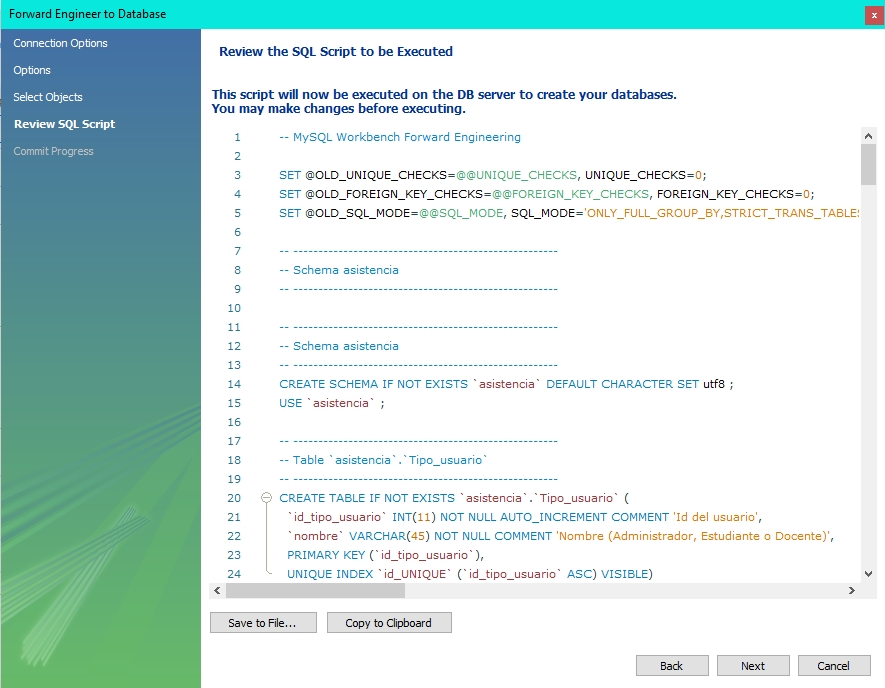 Forward Engineer to Database
x
Connection Options
Options
Select Objects
Review SQL Script
Commit Progress
Review the SQL Script to be Executed
This script will now be executed on the DB server to create your databases.
You may make changes before executing.
1 -- MySQL Workbench Forward Engineering
2
3 SET @OLD_UNIQUE_CHECKS=@@UNIQUE_CHECKS, UNIQUE_CHECKS=0;
4 SET @OLD_FOREIGN_KEY_CHECKS=@@FOREIGN_KEY_CHECKS, FOREIGN_KEY_CHECKS=0;
5 SET @OLD_SQL_MODE=@@SQL_MODE, SQL_MODE='ONLY_FULL_GROUP_BY,STRICT_TRANS_TABLES
6
7 -- -----------------------------------------------------
8 -- Schema asistencia
9 -- -----------------------------------------------------
10
11 -- -----------------------------------------------------
12 -- Schema asistencia
13 -- -----------------------------------------------------
14 CREATE SCHEMA IF NOT EXISTS `asistencia` DEFAULT CHARACTER SET utf8 ;
15 USE `asistencia` ;
16
17 -- -----------------------------------------------------
18 -- Table `asistencia`.`Tipo_usuario`
19 -- -----------------------------------------------------
20 CREATE TABLE IF NOT EXISTS `asistencia`.`Tipo_usuario` (
21 `id_tipo_usuario` INT(11) NOT NULL AUTO_INCREMENT COMMENT 'Id del usuario',
22 `nombre` VARCHAR(45) NOT NULL COMMENT 'Nombre (Administrador, Estudiante o Docente)',
23 PRIMARY KEY (`id_tipo_usuario`),
24 UNIQUE INDEX `id_UNIQUE` (`id_tipo_usuario` ASC) VISIBLE)
Save to File...
Copy to Clipboard
Back
Next
Cancel